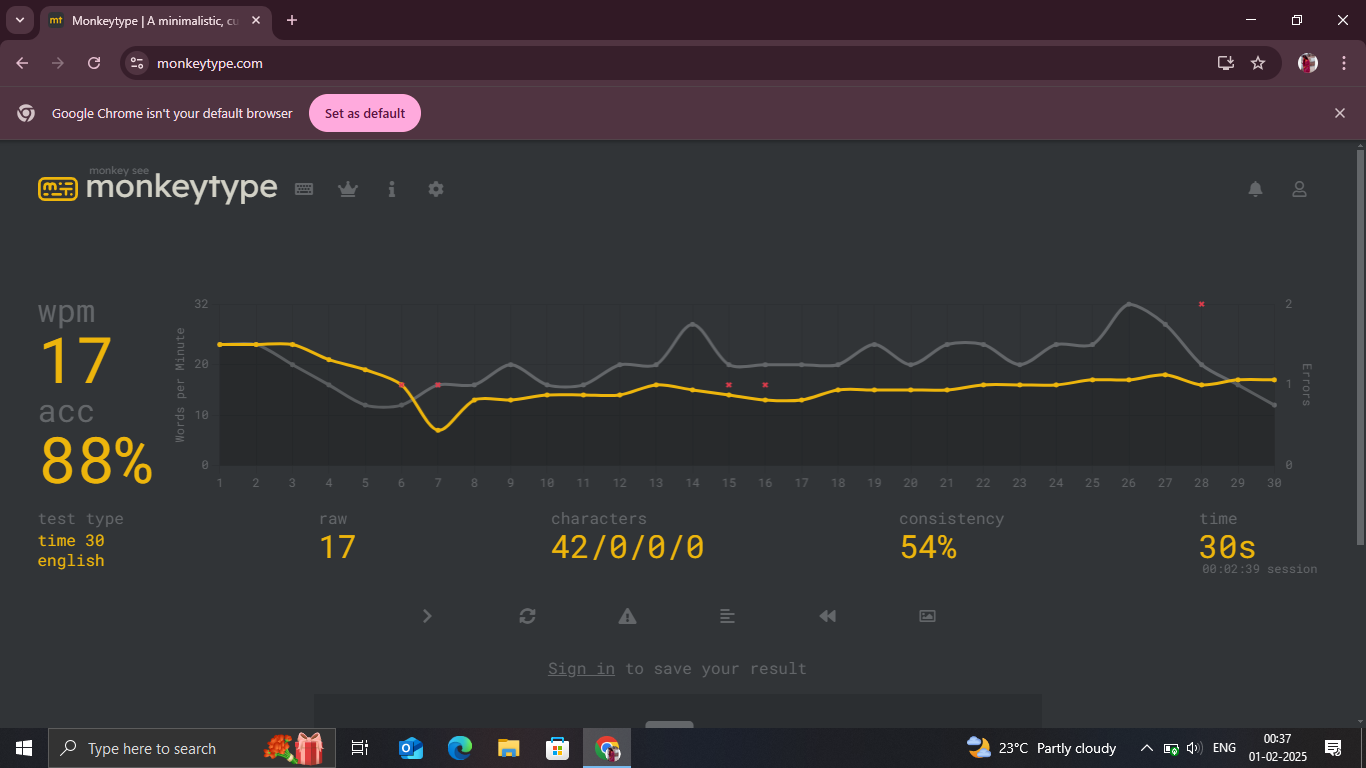 Monkeytype | A minimalistic, cu
monkeytype.com
Google Chrome isn't your default browser
Set as default
monkey see
monkeytype
wpm
17
acc
88%
Words per Minute
32
20
10
0
Errors
2
1
0
1 2 3 4 5 6 7 8 9 10 11 12 13 14 15 16 17 18 19 20 21 22 23 24 25 26 27 28 29 30
test type
time 30
english
raw
17
characters
42/0/0/0
consistency
54%
time
30s
00:02:39 session
Sign in to save your result
Type here to search
23°C Partly cloudy
ENG
00:37
01-02-2025